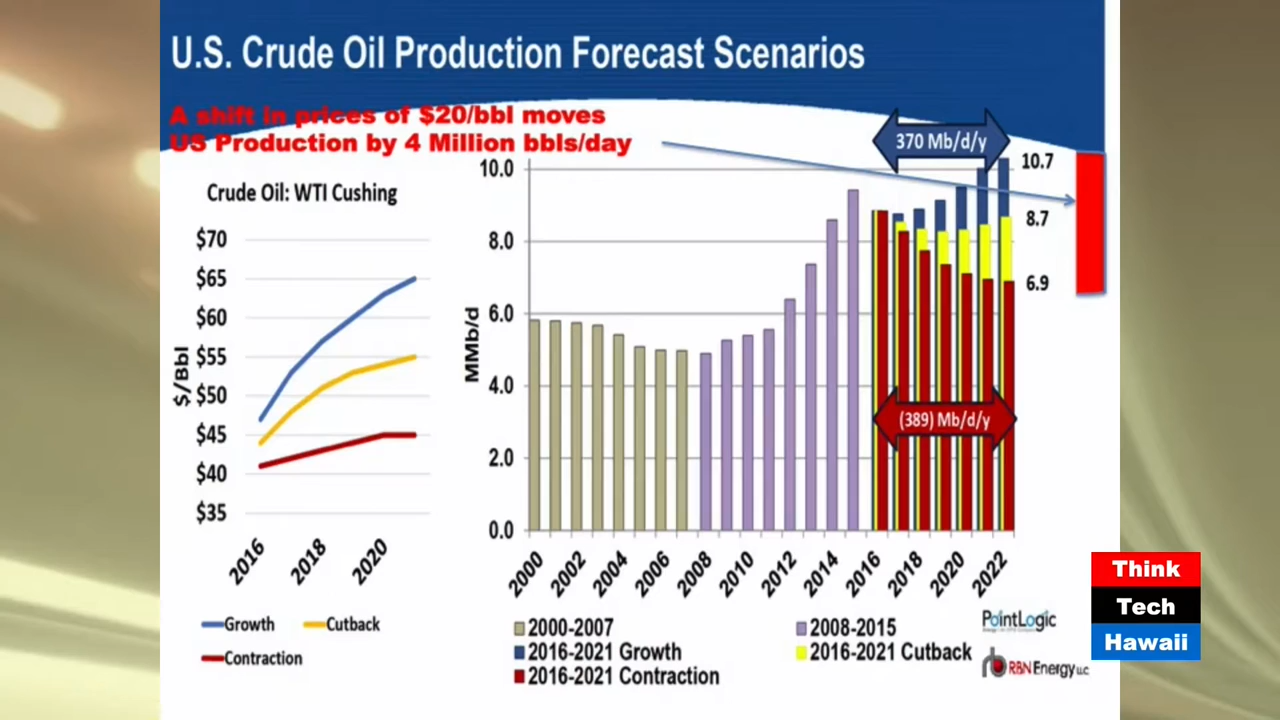 U.S. Crude Oil Production Forecast Scenarios
A shift in prices of $20/bbl moves
US Production by 4 Million bbls/day
370 Mb/d/y
Crude Oil: WTI Cushing
$/Bbl
$70
$65
$60
$55
$50
$45
$40
$35
2016
2018
2020
Growth
Cutback
Contraction
MMb/d
10.0
8.0
6.0
4.0
2.0
0.0
10.7
8.7
6.9
(389) Mb/d/y
2000
2002
2004
2006
2008
2010
2012
2014
2016
2018
2020
2022
2000-2007
2008-2015
2016-2021 Growth
2016-2021 Cutback
2016-2021 Contraction
PointLogic
RBN Energy LLC
Think
Tech
Hawaii